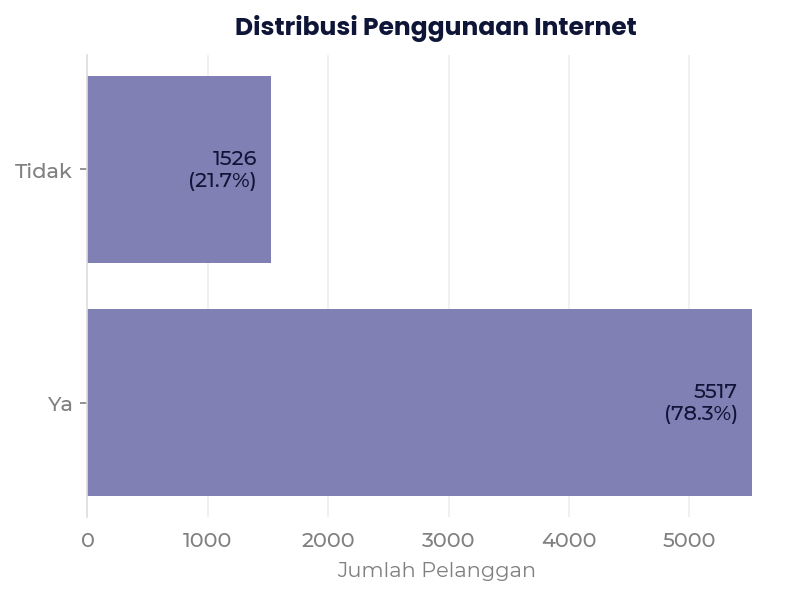 Distribusi Penggunaan Internet
Tidak
1526
(21.7%)
Ya
5517
(78.3%)
0 1000 2000 3000 4000 5000
Jumlah Pelanggan